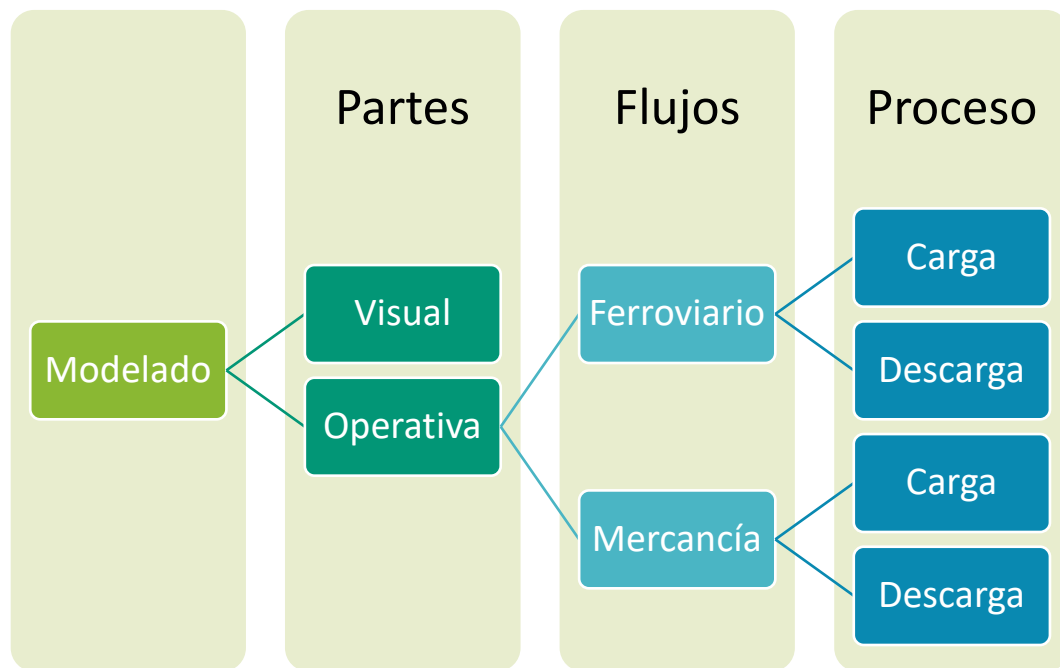 Partes
Flujos
Proceso
Modelado
Visual
Operativa
Ferroviario
Mercancía
Carga
Descarga
Carga
Descarga